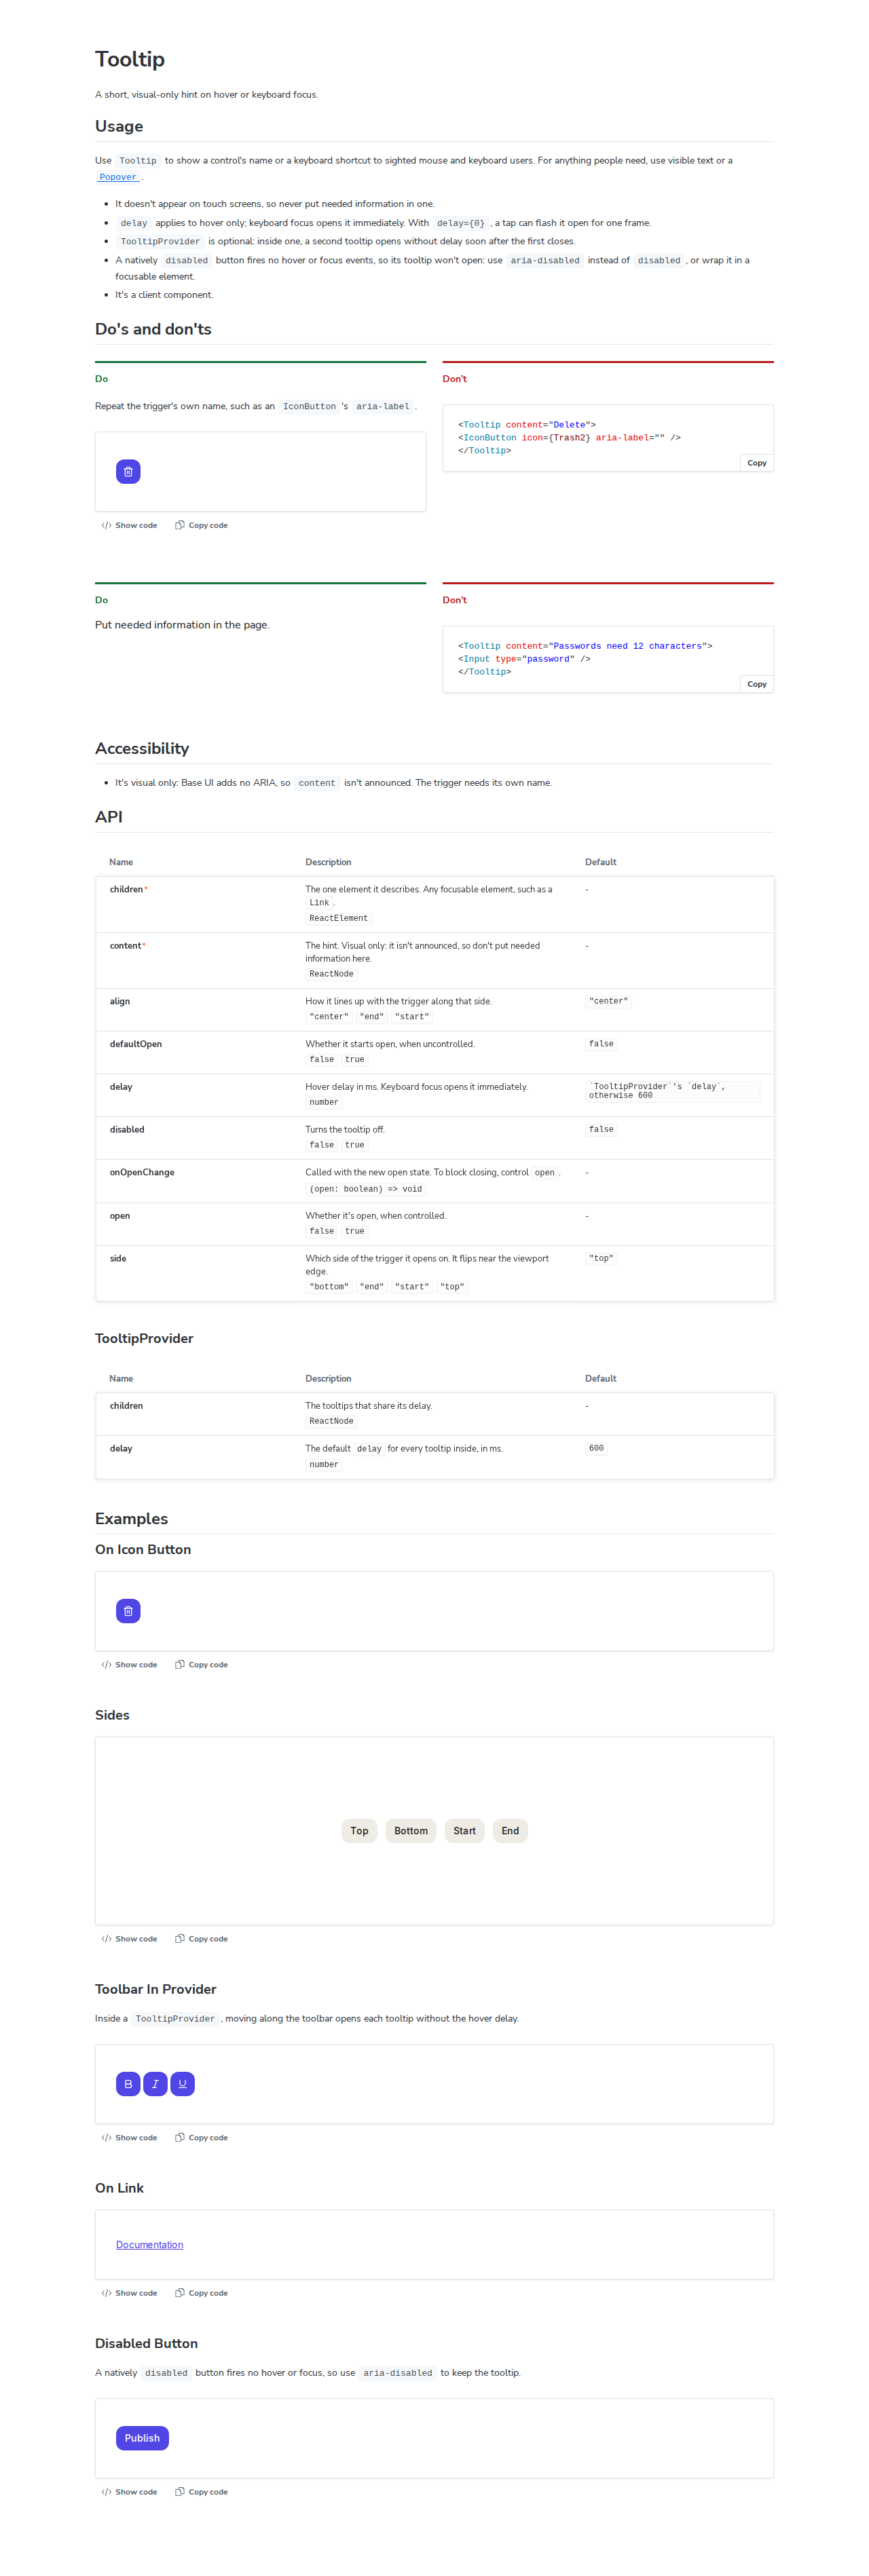 Tooltip
A short, visual-only hint on hover or keyboard focus.
Usage
Use Tooltip to show a control's name or a keyboard shortcut to sighted mouse and keyboard users. For anything people need, use visible text or a
Popover .
It doesn't appear on touch screens, so never put needed information in one.
delay applies to hover only; keyboard focus opens it immediately. With delay={0} , a tap can flash it open for one frame.
TooltipProvider is optional: inside one, a second tooltip opens without delay soon after the first closes.
A natively disabled button fires no hover or focus events, so its tooltip won't open: use aria-disabled instead of disabled , or wrap it in a
focusable element.
It's a client component.
Do's and don'ts
Do
Repeat the trigger's own name, such as an IconButton 's aria-label .
Show code Copy code
Don't
<Tooltip content="Delete">
<IconButton icon={Trash2} aria-label="" />
</Tooltip>
Copy
Do
Put needed information in the page.
Don't
<Tooltip content="Passwords need 12 characters">
<Input type="password" />
</Tooltip>
Copy
Accessibility
It's visual only: Base UI adds no ARIA, so content isn't announced. The trigger needs its own name.
API
Name Description Default
children* The one element it describes. Any focusable element, such as a -
Link .
ReactElement
content* The hint. Visual only: it isn't announced, so don't put needed -
information here.
ReactNode
align How it lines up with the trigger along that side. "center"
"center" "end" "start"
defaultOpen Whether it starts open, when uncontrolled. false
false true
delay Hover delay in ms. Keyboard focus opens it immediately. `TooltipProvider`'s `delay`,
number otherwise 600
disabled Turns the tooltip off. false
false true
onOpenChange Called with the new open state. To block closing, control open . -
(open: boolean) => void
open Whether it's open, when controlled. -
false true
side Which side of the trigger it opens on. It flips near the viewport "top"
edge.
"bottom" "end" "start" "top"
TooltipProvider
Name Description Default
children The tooltips that share its delay. -
ReactNode
delay The default delay for every tooltip inside, in ms. 600
number
Examples
On Icon Button
Show code Copy code
Sides
Top Bottom Start End
Show code Copy code
Toolbar In Provider
Inside a TooltipProvider , moving along the toolbar opens each tooltip without the hover delay.
Show code Copy code
On Link
Documentation
Show code Copy code
Disabled Button
A natively disabled button fires no hover or focus, so use aria-disabled to keep the tooltip.
Publish
Show code Copy code